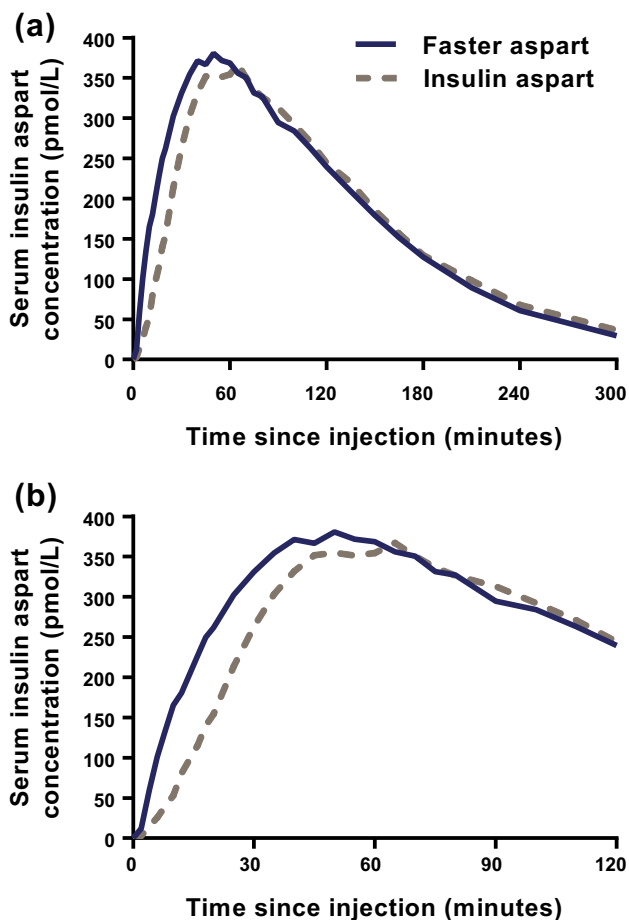 (a)
Faster aspart
Insulin aspart
Serum insulin aspart
concentration (pmol/L)
400
350
300
250
200
150
100
50
0
0 60 120 180 240 300
Time since injection (minutes)
(b)
Serum insulin aspart
concentration (pmol/L)
400
350
300
250
200
150
100
50
0
0 30 60 90 120
Time since injection (minutes)